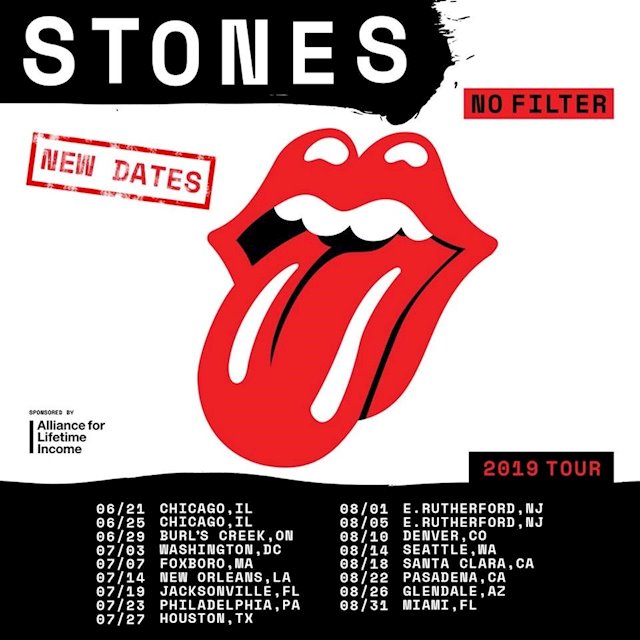 STONES
NO FILTER
NEW DATES
SPONSORED BY
Alliance for
Lifetime
Income
2019 TOUR
06/21 CHICAGO,IL
06/25 CHICAGO,IL
06/29 BURL'S CREEK,ON
07/03 WASHINGTON,DC
07/07 FOXBORO,MA
07/14 NEW ORLEANS,LA
07/19 JACKSONVILLE,FL
07/23 PHILADELPHIA,PA
07/27 HOUSTON,TX
08/01 E.RUTHERFORD,NJ
08/05 E.RUTHERFORD,NJ
08/10 DENVER,CO
08/14 SEATTLE,WA
08/18 SANTA CLARA,CA
08/22 PASADENA,CA
08/26 GLENDALE,AZ
08/31 MIAMI,FL